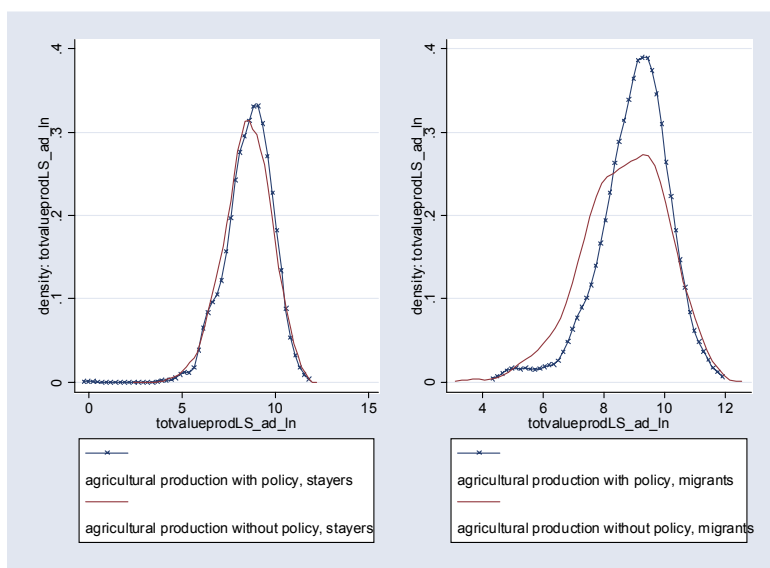 density: totvalueprodLS_ad_ln
.4
.3
.2
.1
0
0
5
10
15
totvalueprodLS_ad_ln
agricultural production with policy, stayers
agricultural production without policy, stayers
density: totvalueprodLS_ad_ln
.4
.3
.2
.1
0
4
6
8
10
12
totvalueprodLS_ad_ln
agricultural production with policy, migrants
agricultural production without policy, migrants